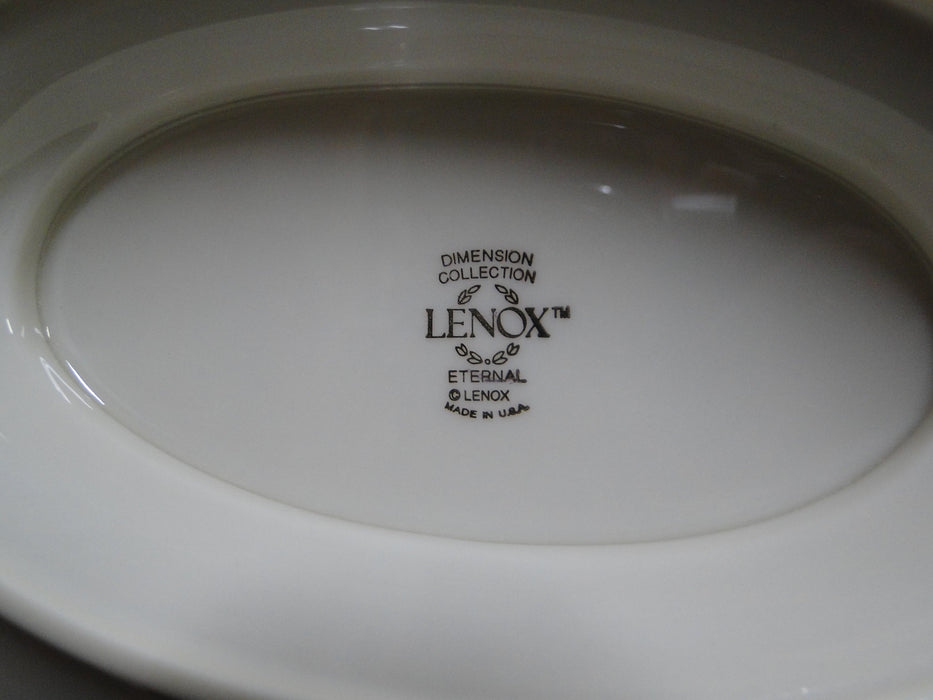 DIMENSION
COLLECTION
LENOX™
ETERNAL
© LENOX
MADE IN U.S.A.